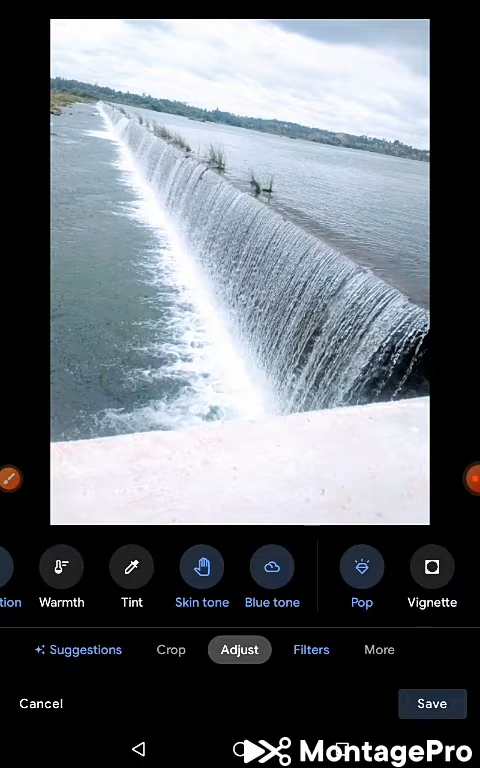 tion
Warmth
Tint
Skin tone
Blue tone
Pop
Vignette
Suggestions
Crop
Adjust
Filters
More
Cancel
Save
MontagePro